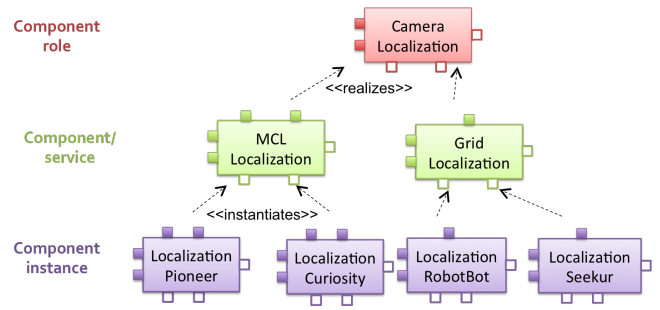 Component
role
Camera
Localization
<<realizes>>
Component/
service
MCL
Localization
Grid
Localization
<<instantiates>>
Component
instance
Localization
Pioneer
Localization
Curiosity
Localization
RobotBot
Localization
Seekur